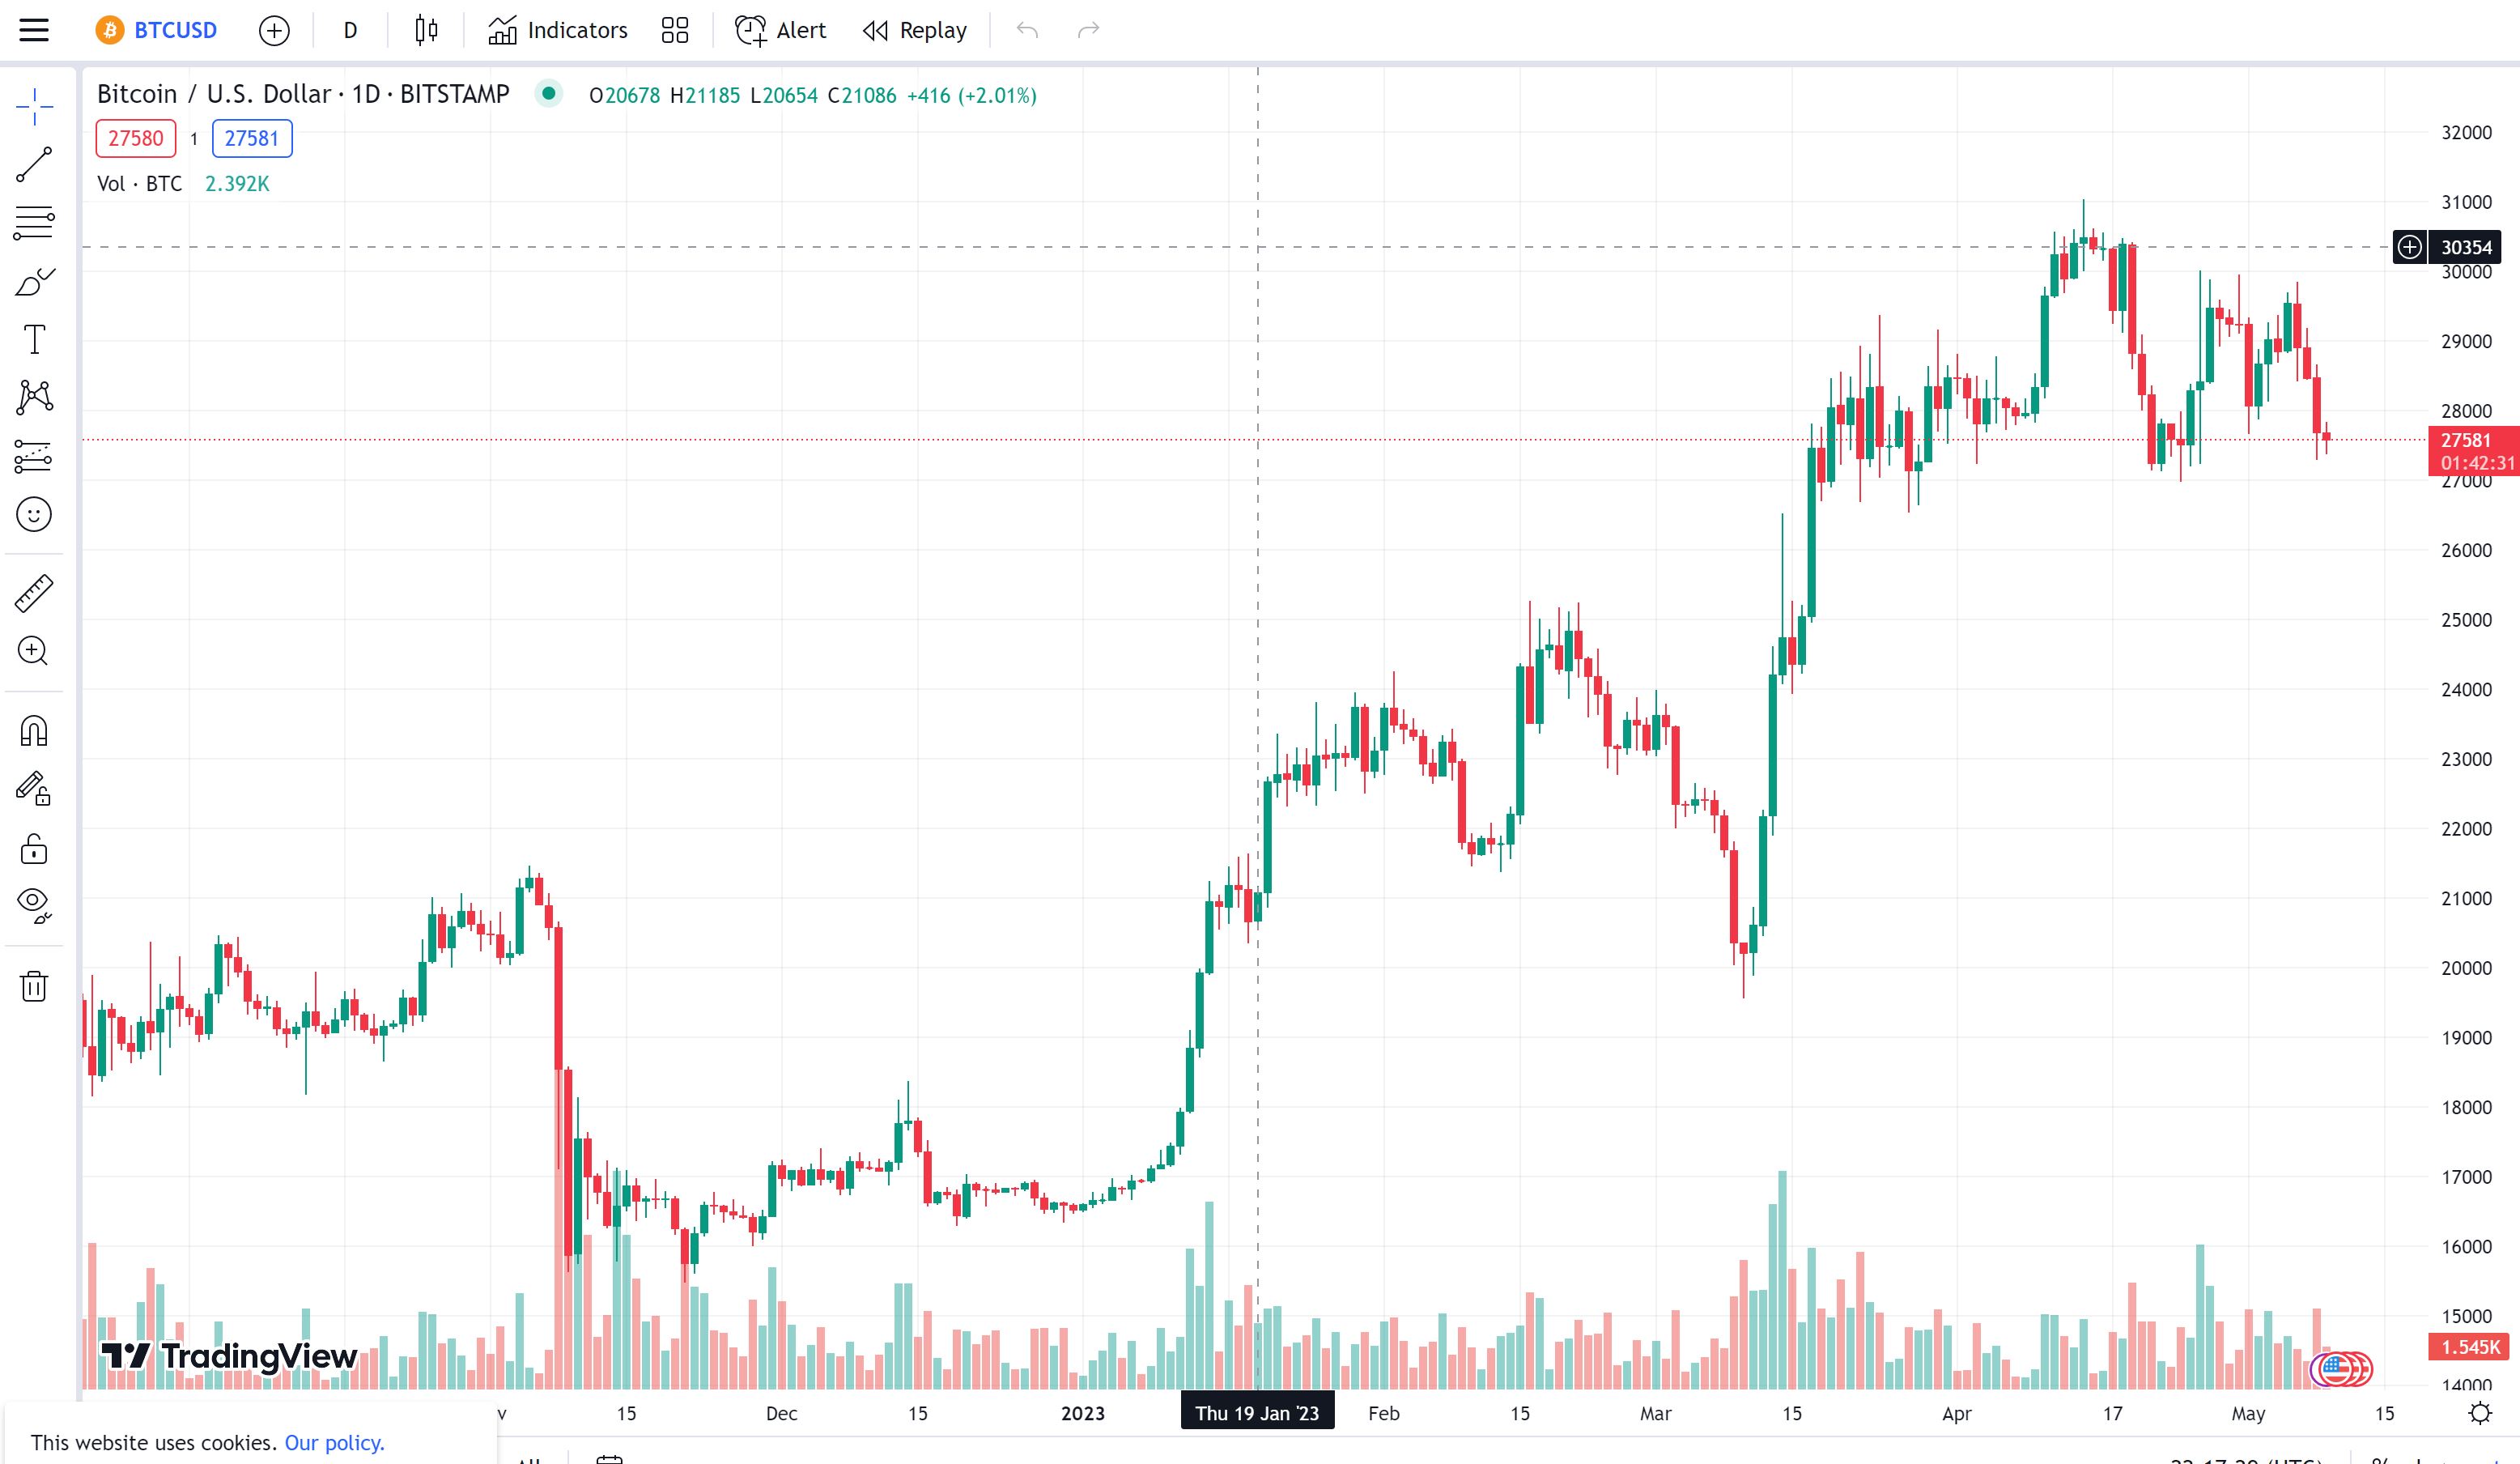 BTCUSD D Indicators Alert Replay
Bitcoin / U.S. Dollar · 1D · BITSTAMP O20678 H21185 L20654 C21086 +416 (+2.01%)
27580 1 27581
Vol · BTC 2.392K
32000
31000
30354
30000
29000
28000
27581
01:42:31
27000
26000
25000
24000
23000
22000
21000
20000
19000
18000
17000
16000
15000
1.545K
14000
TradingView
v 15 Dec 15 2023 Thu 19 Jan '23 Feb 15 Mar 15 Apr 17 May 15
This website uses cookies. Our policy.